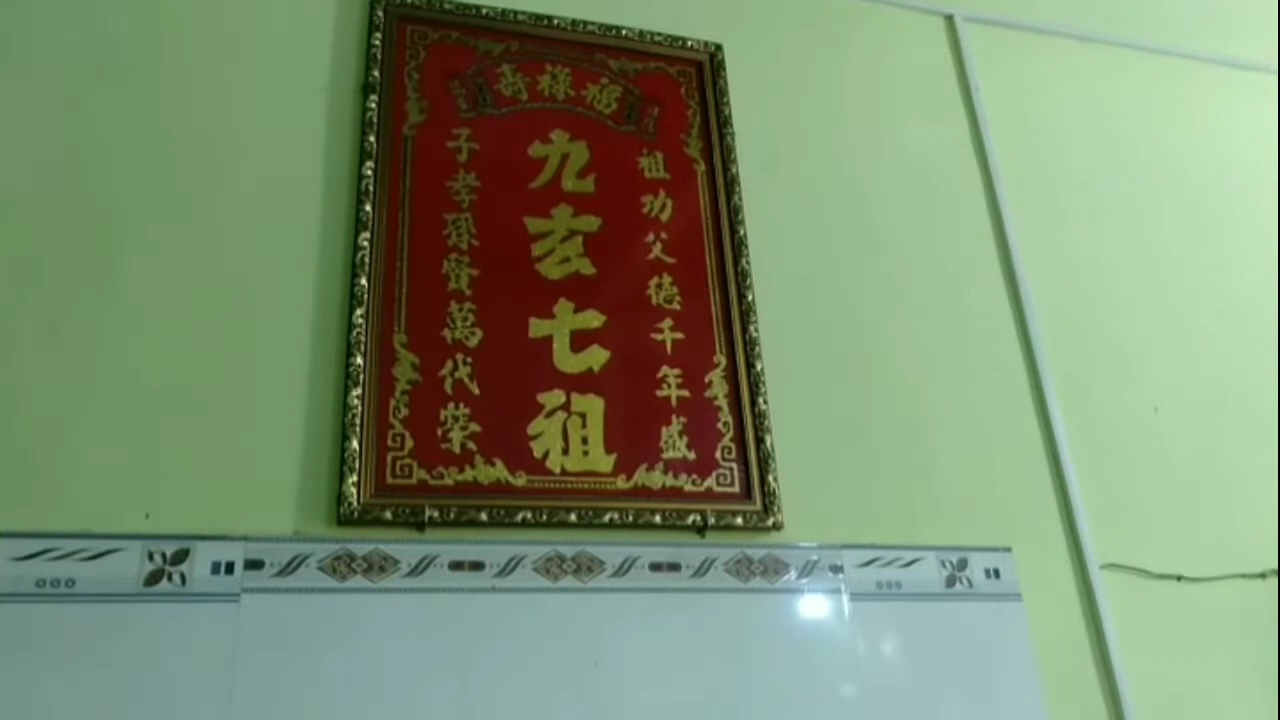 福祿壽
祖功父德千年盛
九玄七祖
子孝孫賢萬代榮